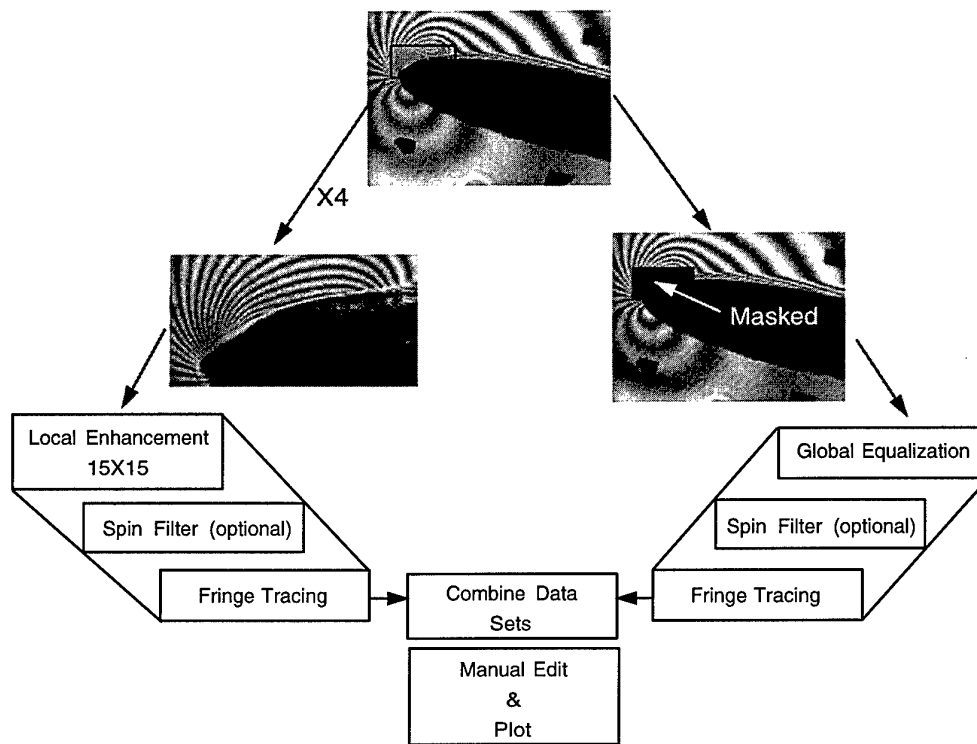 X4
Masked
Local Enhancement
15X15
Spin Filter (optional)
Fringe Tracing
Global Equalization
Spin Filter (optional)
Fringe Tracing
Combine Data
Sets
Manual Edit
&
Plot